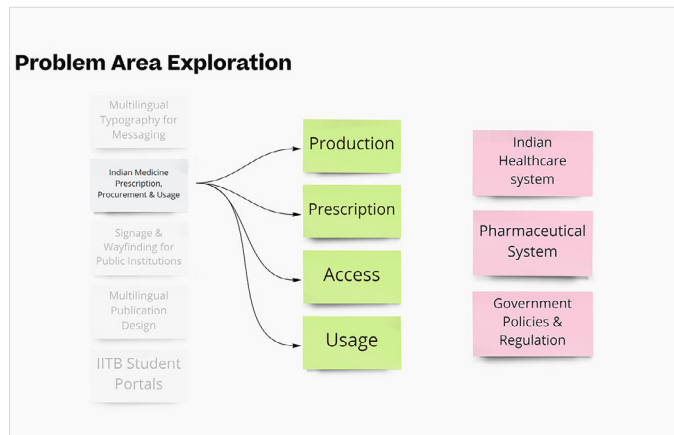 Problem Area Exploration
Multilingual
Typography for
Messaging
Indian Medicine
Prescription,
Procurement & Usage
Signage &
Wayfinding for
Public Institutions
Multilingual
Publication
Design
IITB Student
Portals
Production
Prescription
Access
Usage
Indian
Healthcare
system
Pharmaceutical
System
Government
Policies &
Regulation